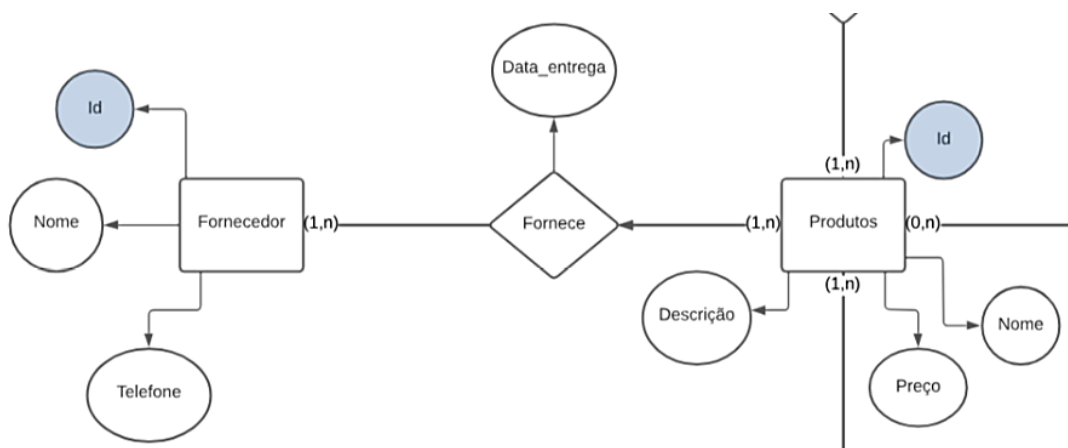 Data_entrega
Id
(1,n)
Id
Nome
Fornecedor
(1,n)
Fornece
(1,n)
Produtos
(0,n)
(1,n)
Descrição
Nome
Telefone
Preço